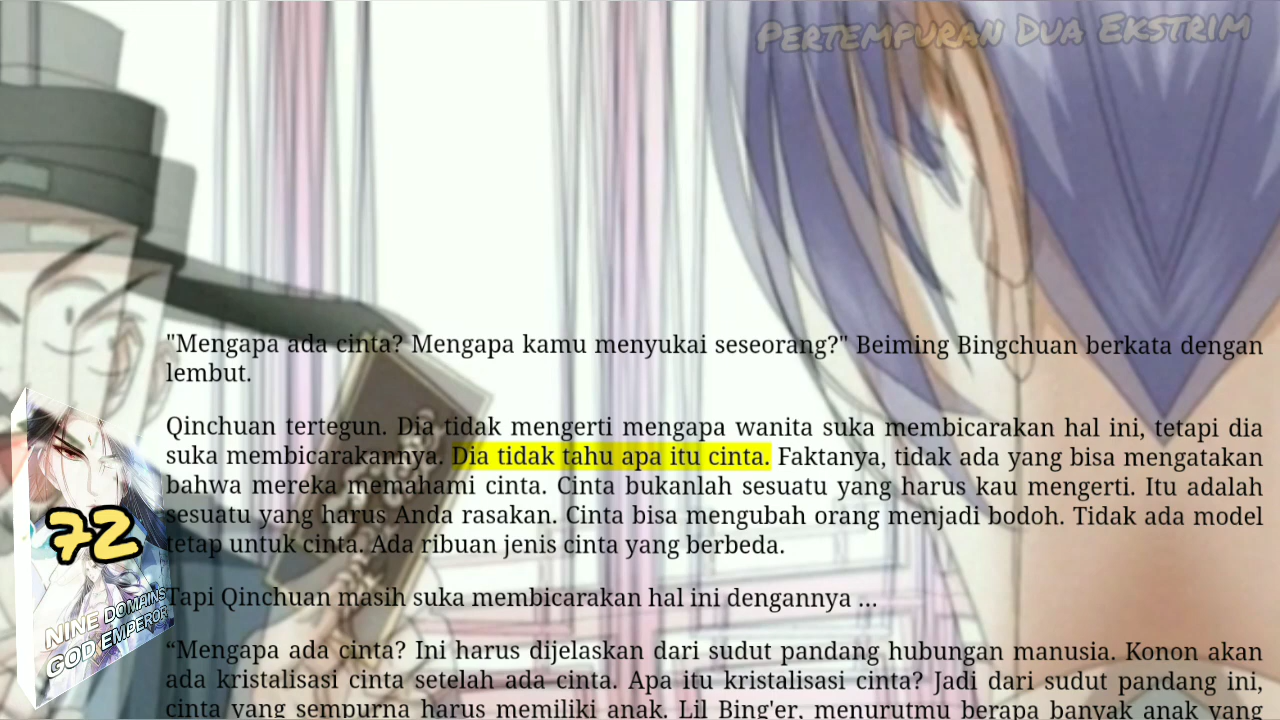 PERTEMPURAN DUA EKSTRIM
"Mengapa ada cinta? Mengapa kamu menyukai seseorang?" Beiming Bingchuan berkata dengan
lembut.
Qinchuan tertegun. Dia tidak mengerti mengapa wanita suka membicarakan hal ini, tetapi dia
suka membicarakannya. Dia tidak tahu apa itu cinta. Faktanya, tidak ada yang bisa mengatakan
bahwa mereka memahami cinta. Cinta bukanlah sesuatu yang harus kau mengerti. Itu adalah
sesuatu yang harus Anda rasakan. Cinta bisa mengubah orang menjadi bodoh. Tidak ada model
tetap untuk cinta. Ada ribuan jenis cinta yang berbeda.
Tapi Qinchuan masih suka membicarakan hal ini dengannya ...
“Mengapa ada cinta? Ini harus dijelaskan dari sudut pandang hubungan manusia. Konon akan
ada kristalisasi cinta setelah ada cinta. Apa itu kristalisasi cinta? Jadi dari sudut pandang ini,
cinta yang sempurna harus memiliki anak. Lil Bing'er, menurutmu berapa banyak anak yang
72
NINE DOMAINS
GOD EMPEROR